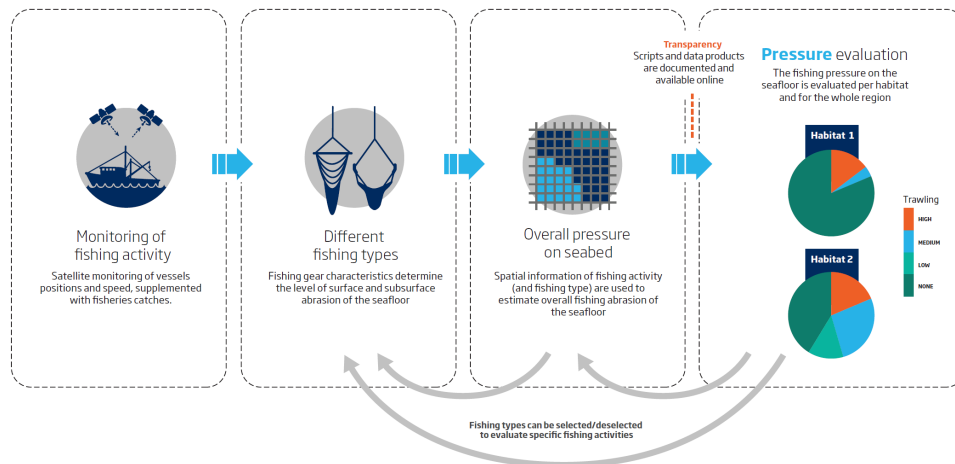 Monitoring of
fishing activity
Satellite monitoring of vessels
positions and speed, supplemented
with fisheries catches.
Different
fishing types
Fishing gear characteristics determine
the level of surface and subsurface
abrasion of the seafloor
Overall pressure
on seabed
Spatial information of fishing activity
(and fishing type) are used to
estimate overall fishing abrasion of
the seafloor
Transparency
Scripts and data products
are documented and
available online
Pressure evaluation
The fishing pressure on the
seafloor is evaluated per habitat
and for the whole region
Habitat 1
Trawling
HIGH
MEDIUM
LOW
NONE
Habitat 2
Fishing types can be selected/deselected
to evaluate specific fishing activities